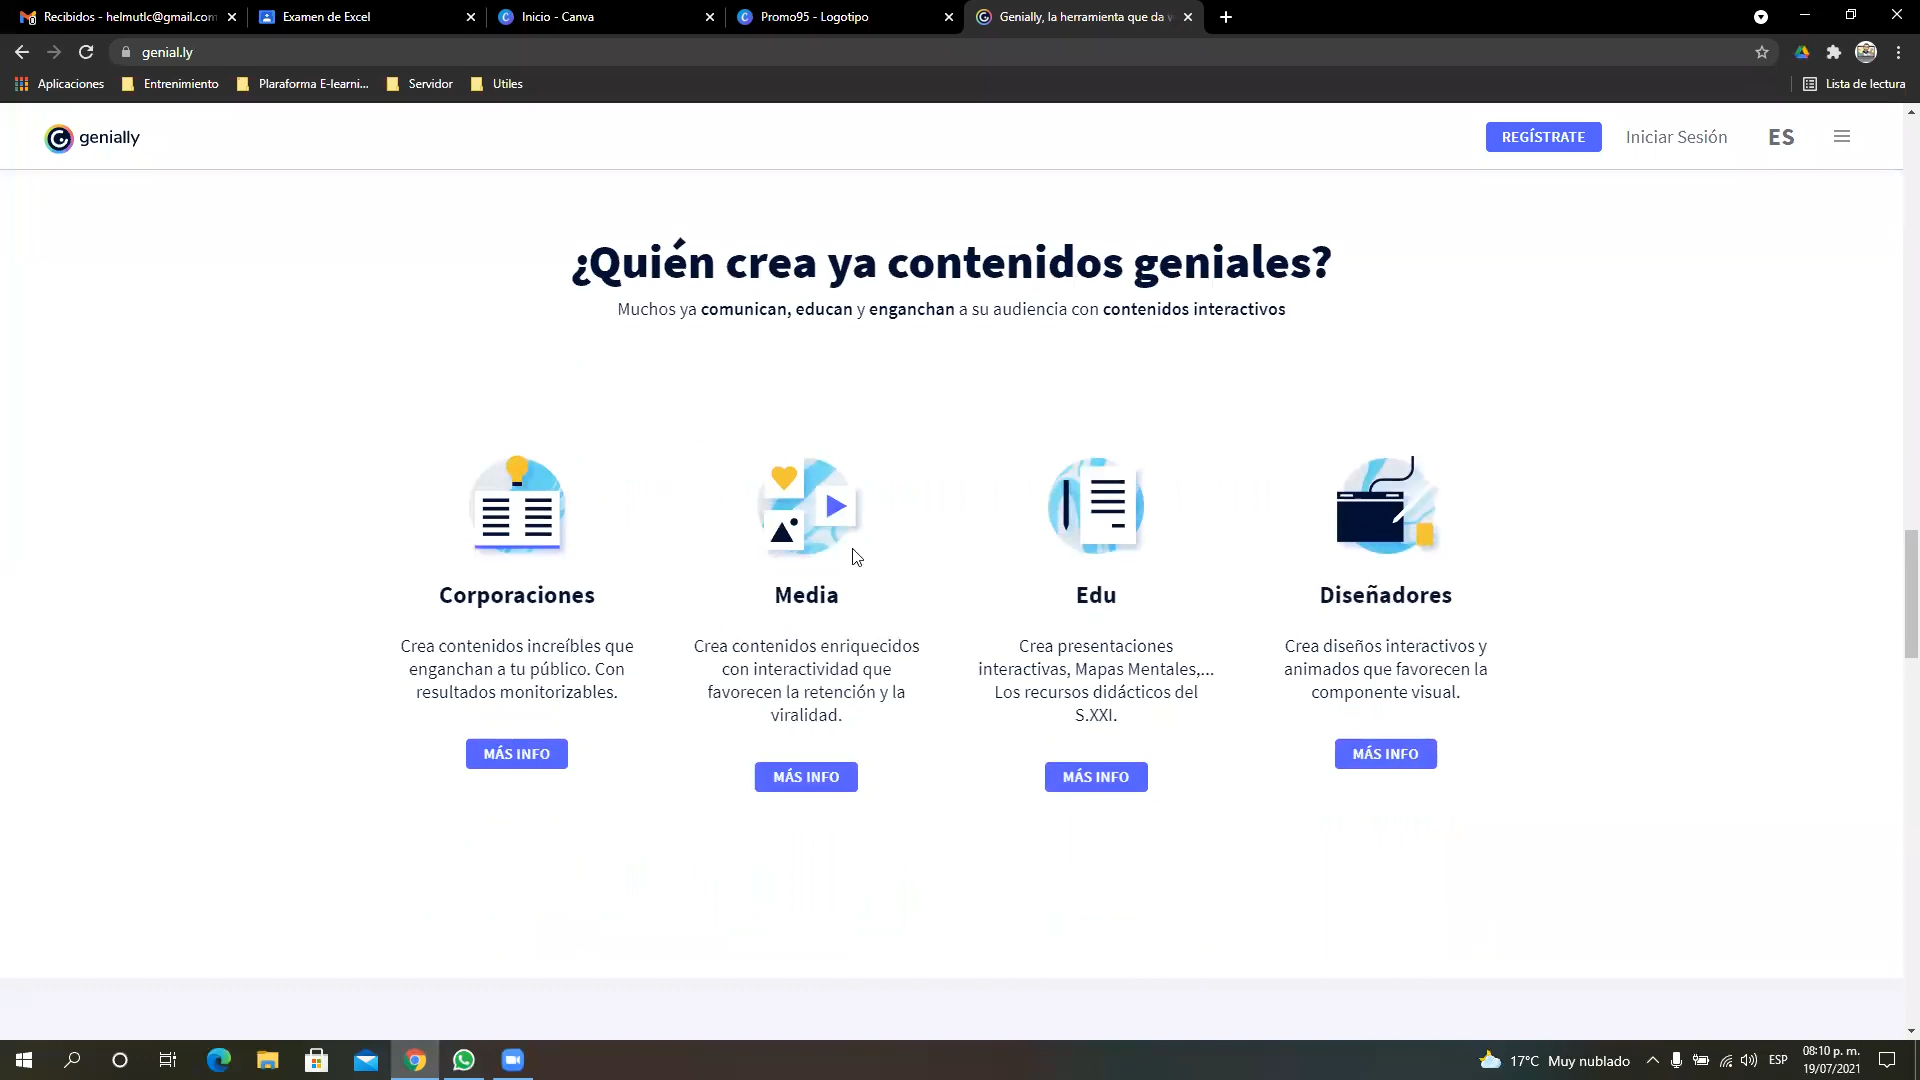 Recibidos - helmutlc@gmail.com
Examen de Excel
Inicio - Canva
Promo95 - Logotipo
Genially, la herramienta que da v
genial.ly
Aplicaciones
Entrenimiento
Plaraforma E-learni...
Servidor
Utiles
Lista de lectura
genially
REGÍSTRATE
Iniciar Sesión
ES
¿Quién crea ya contenidos geniales?
Muchos ya comunican, educan y enganchan a su audiencia con contenidos interactivos
Corporaciones
Crea contenidos increíbles que
enganchan a tu público. Con
resultados monitorizables.
MÁS INFO
Media
Crea contenidos enriquecidos
con interactividad que
favorecen la retención y la
viralidad.
MÁS INFO
Edu
Crea presentaciones
interactivas, Mapas Mentales,...
Los recursos didácticos del
S.XXI.
MÁS INFO
Diseñadores
Crea diseños interactivos y
animados que favorecen la
componente visual.
MÁS INFO
17°C Muy nublado
ESP
08:10 p. m.
19/07/2021